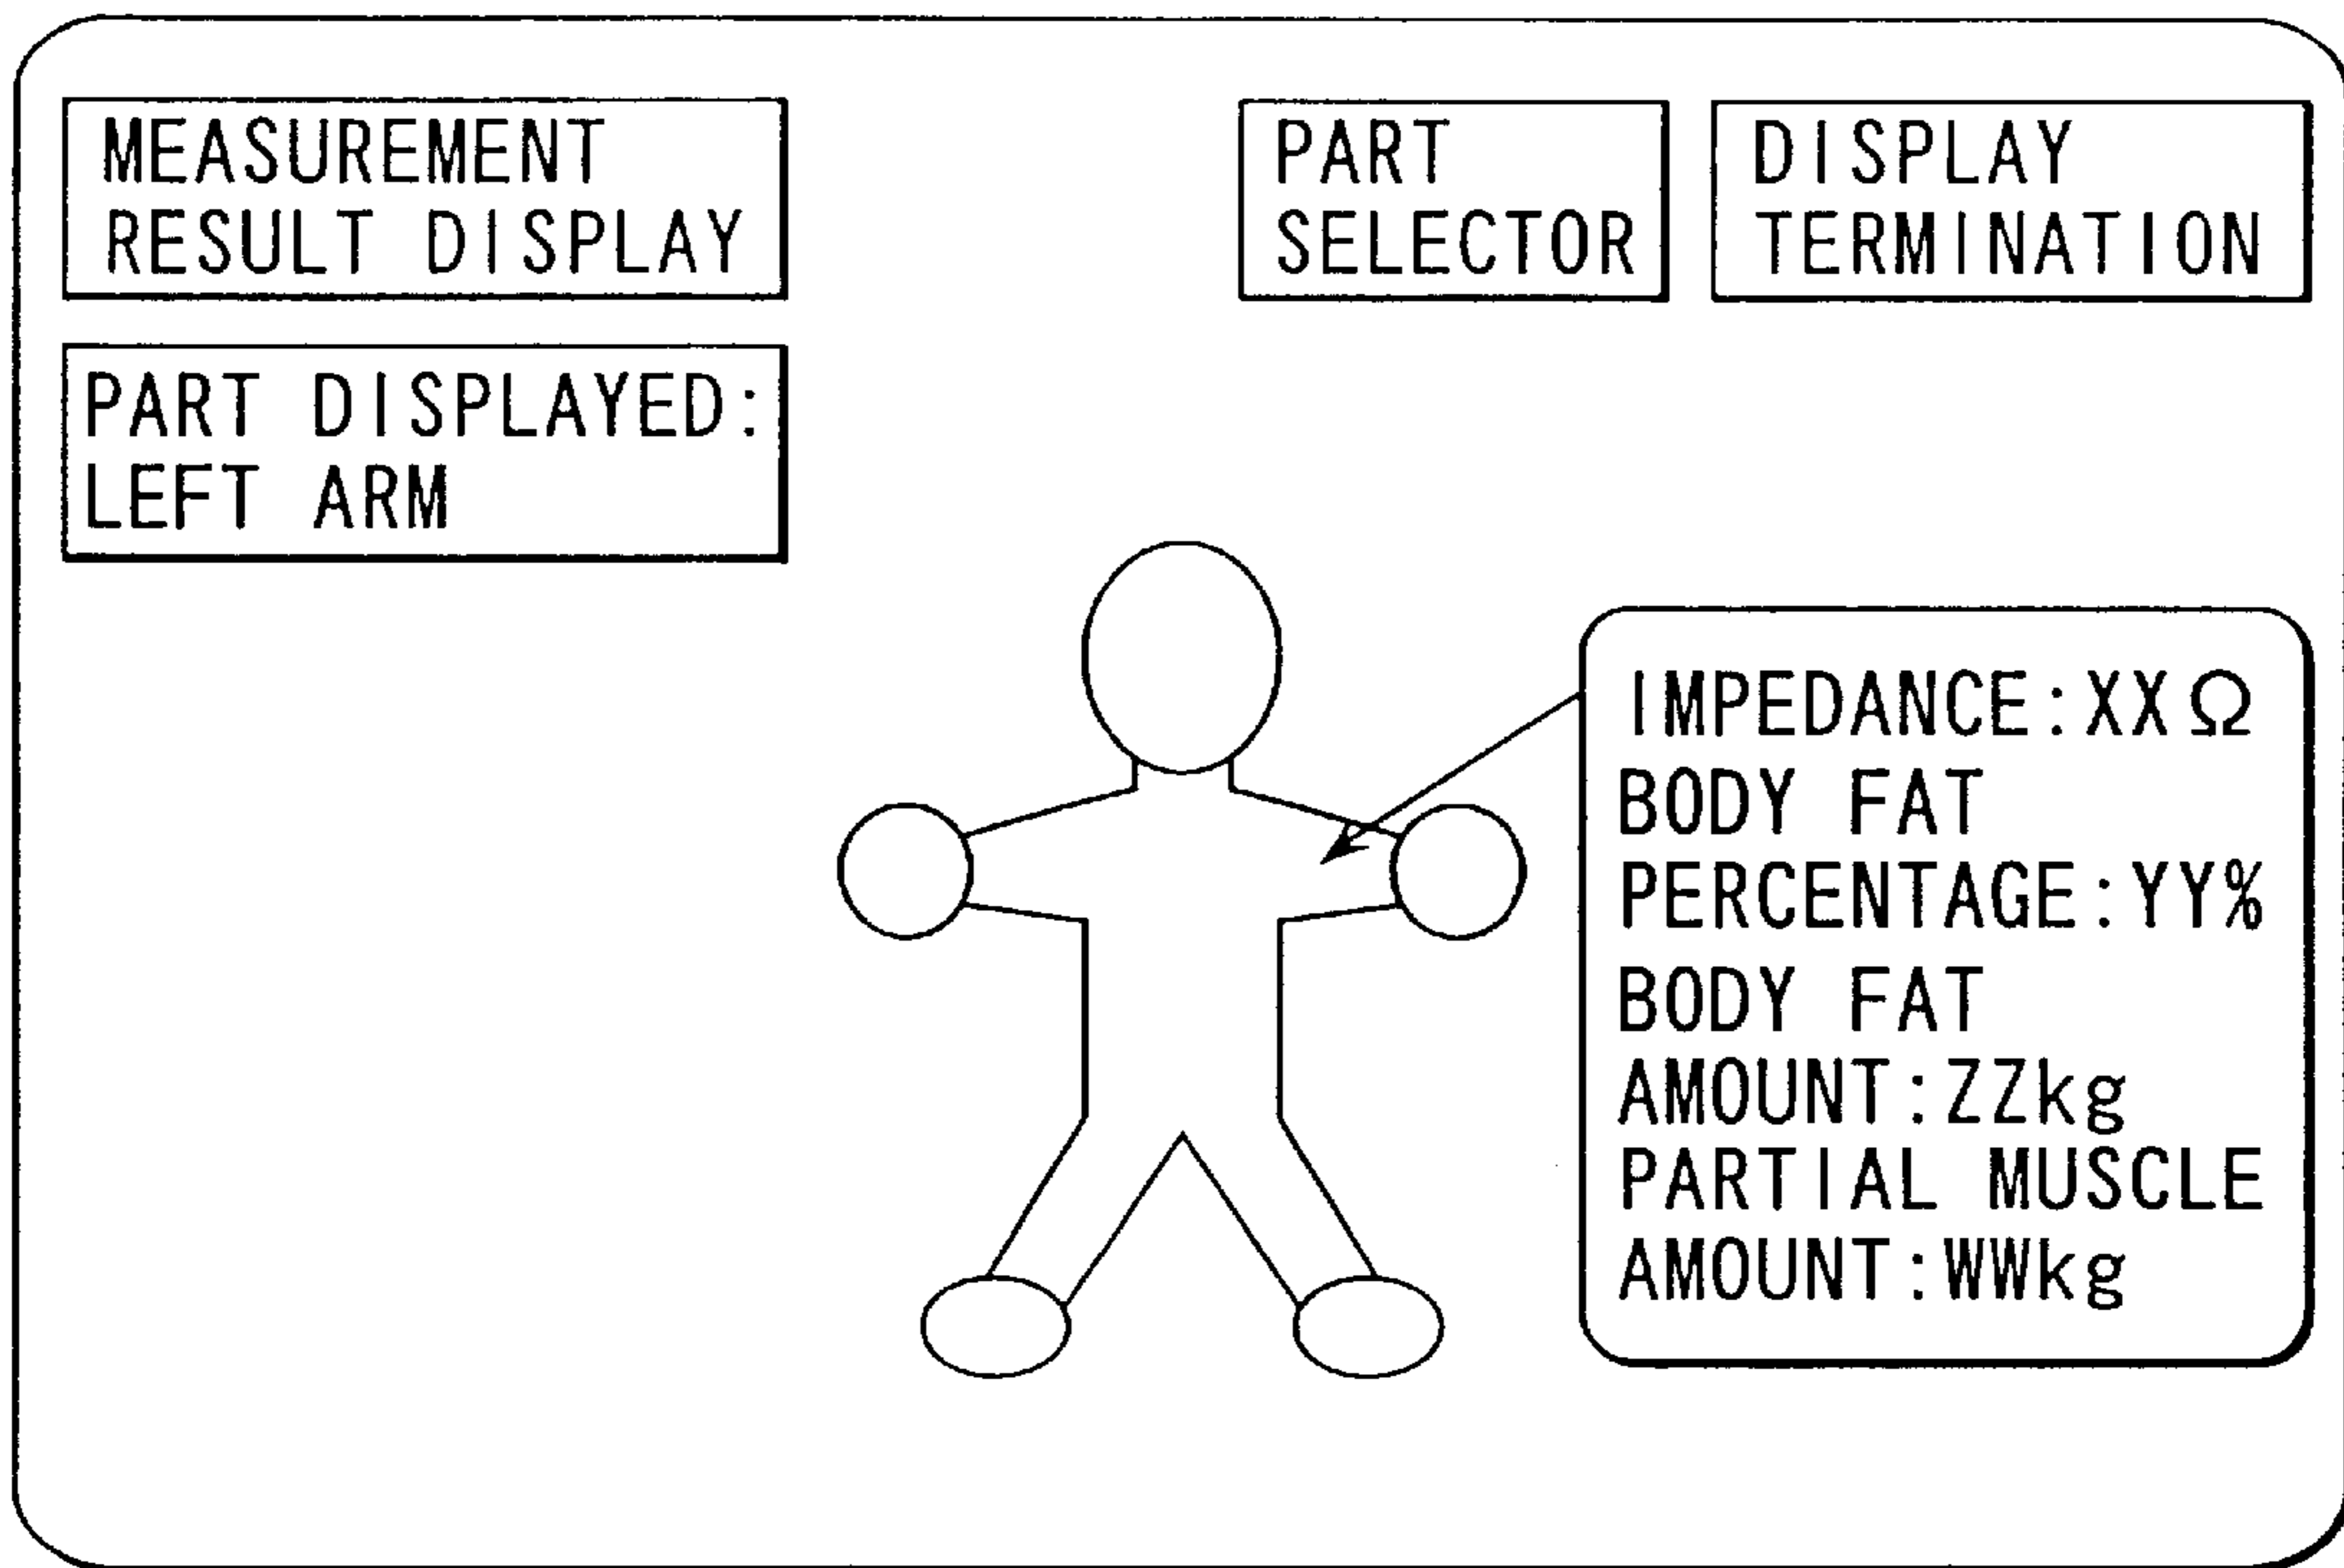 MEASUREMENT
RESULT DISPLAY
PART
SELECTOR
DISPLAY
TERMINATION
PART DISPLAYED:
LEFT ARM
IMPEDANCE:XXΩ
BODY FAT
PERCENTAGE:YY%
BODY FAT
AMOUNT:ZZkg
PARTIAL MUSCLE
AMOUNT:WWkg